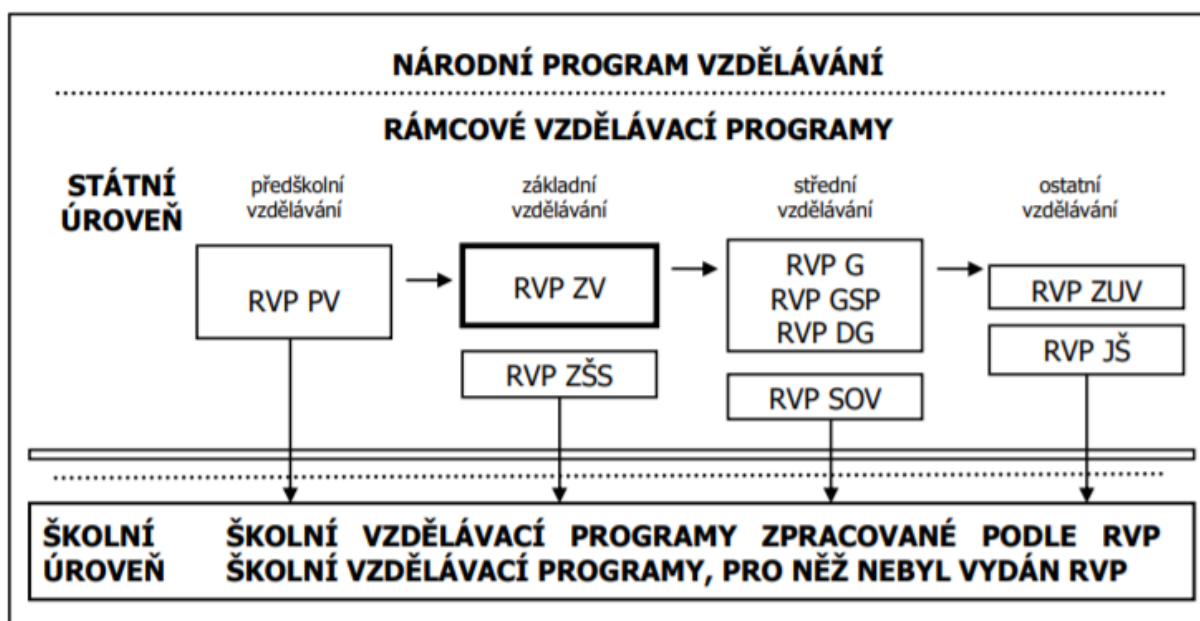 NÁRODNÍ PROGRAM VZDĚLÁVÁNÍ
RÁMCOVÉ VZDĚLÁVACÍ PROGRAMY
STÁTNÍ
ÚROVEŇ
předškolní
vzdělávání
základní
vzdělávání
střední
vzdělávání
ostatní
vzdělávání
RVP PV
RVP ZV
RVP ZŠS
RVP G
RVP GSP
RVP DG
RVP SOV
RVP ZUV
RVP JŠ
ŠKOLNÍ
ÚROVEŇ
ŠKOLNÍ VZDĚLÁVACÍ PROGRAMY ZPRACOVANÉ PODLE RVP
ŠKOLNÍ VZDĚLÁVACÍ PROGRAMY, PRO NĚŽ NEBYL VYDÁN RVP